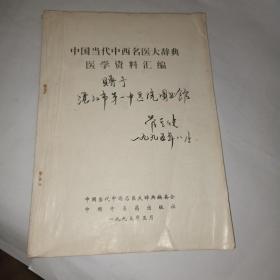 中国当代中西名医大辞典
医学资料汇编
赠予
湛江市第一中医院图书馆
一九九五年八月
中国当代中西名医大辞典编委会
中国中医药出版社
一九九五年五月